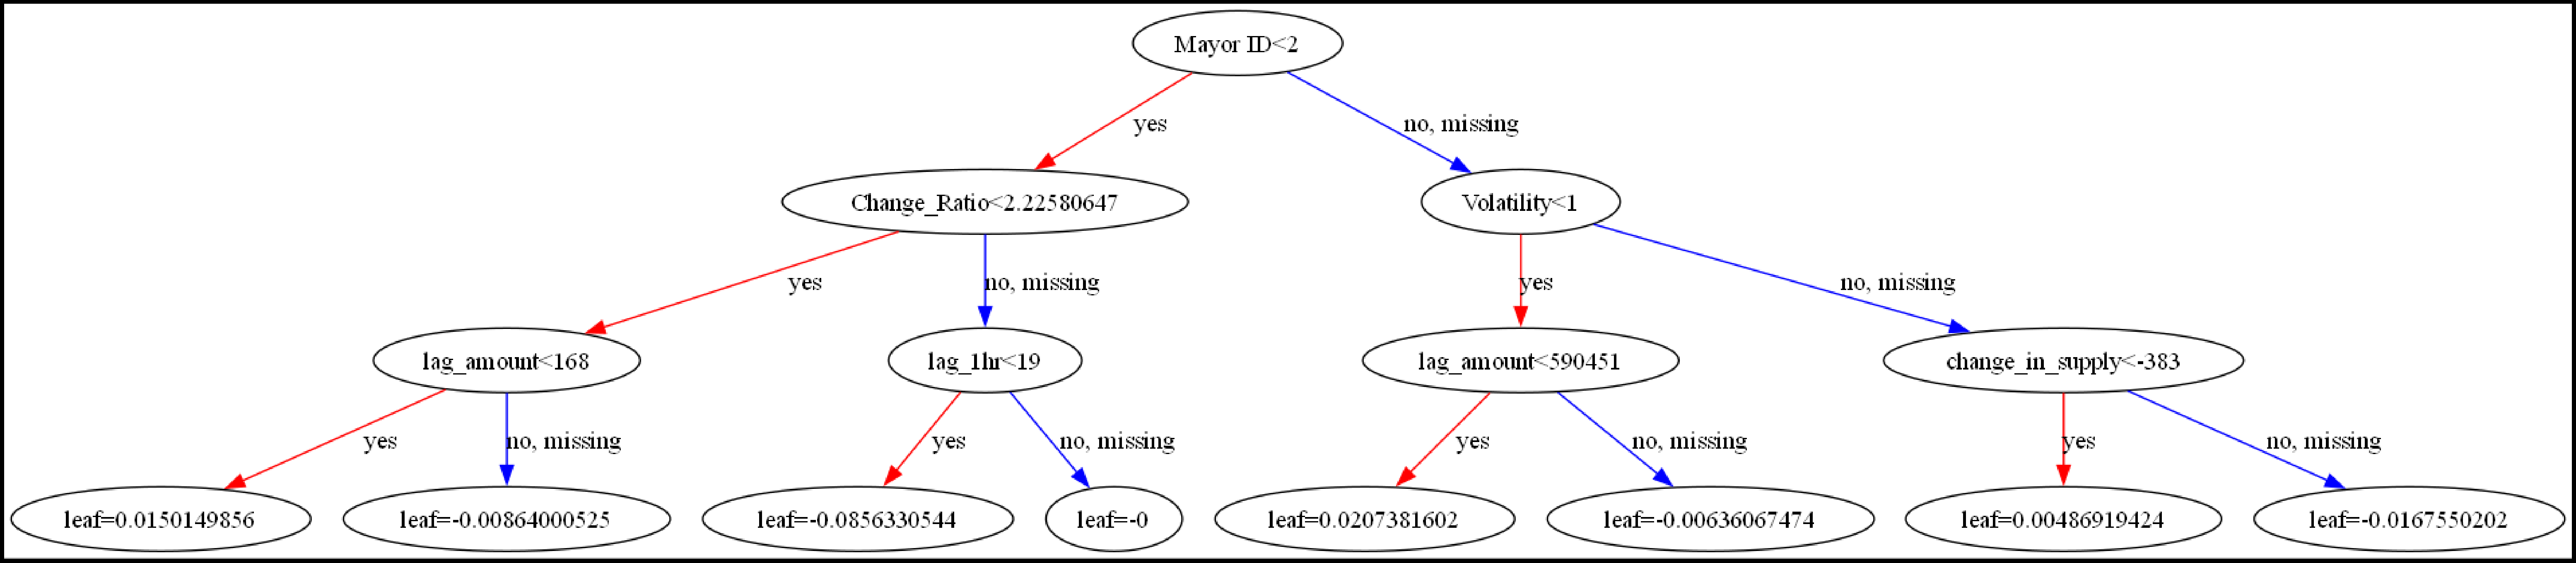 Mayor ID<2
yes
no, missing
Change_Ratio<2.22580647
Volatility<1
yes
no, missing
yes
no, missing
lag_amount<168
lag_1hr<19
lag_amount<590451
change_in_supply<-383
yes
no, missing
yes
no, missing
yes
no, missing
yes
no, missing
leaf=0.0150149856
leaf=-0.00864000525
leaf=-0.0856330544
leaf=-0
leaf=0.0207381602
leaf=-0.00636067474
leaf=0.00486919424
leaf=-0.0167550202